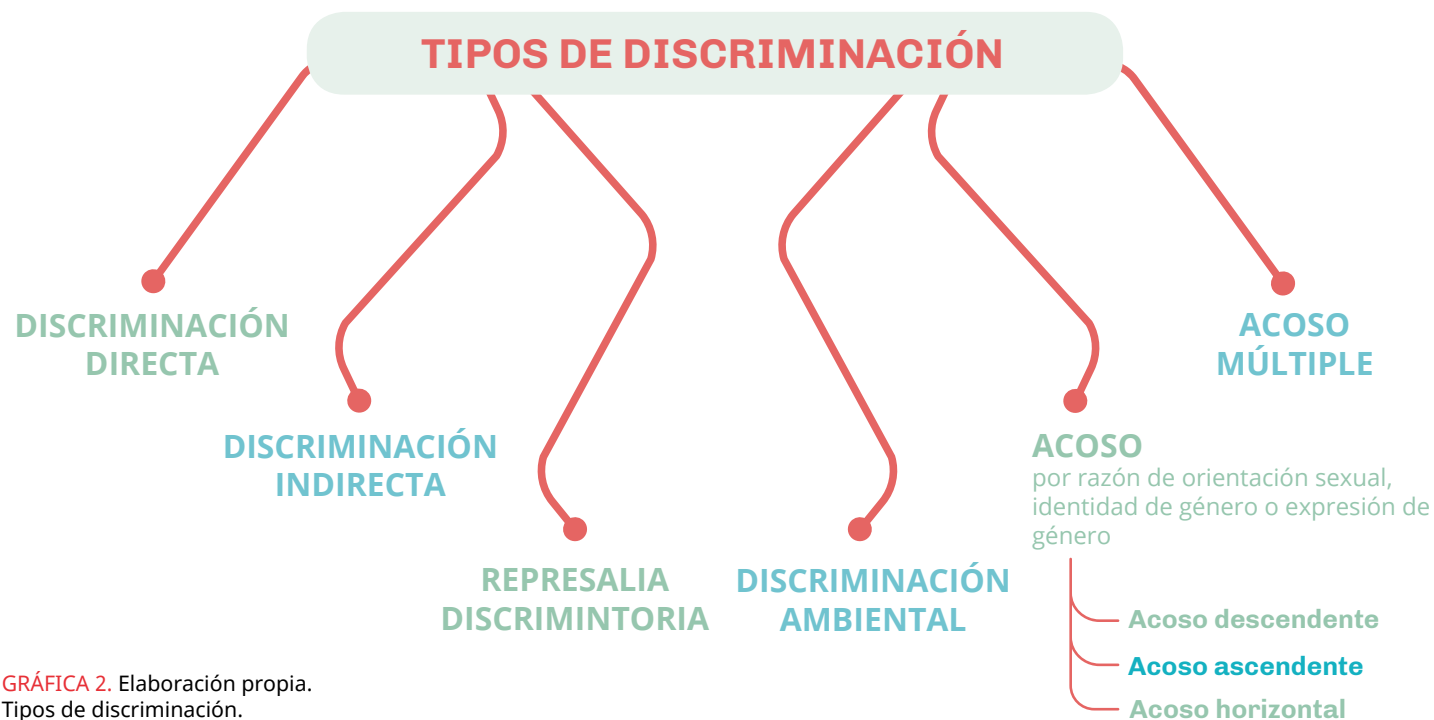 TIPOS DE DISCRIMINACIÓN
DISCRIMINACIÓN
DIRECTA
DISCRIMINACIÓN
INDIRECTA
REPRESALIA
DISCRIMINTORIA
DISCRIMINACIÓN
AMBIENTAL
ACOSO
por razón de orientación sexual,
identidad de género o expresión de
género
Acoso descendente
Acoso ascendente
Acoso horizontal
ACOSO
MÚLTIPLE
GRÁFICA 2. Elaboración propia.
Tipos de discriminación.